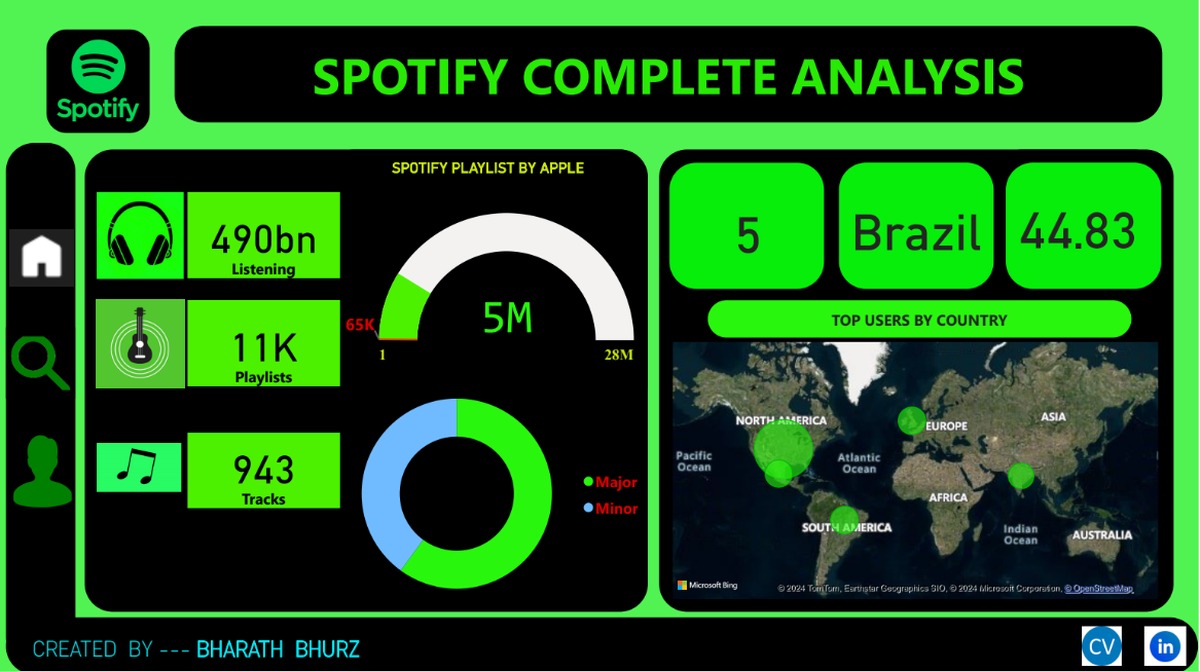 Spotify
SPOTIFY COMPLETE ANALYSIS
SPOTIFY PLAYLIST BY APPLE
490bn
Listening
11K
Playlists
943
Tracks
65K
5M
1
28M
Major
Minor
5
Brazil
44.83
TOP USERS BY COUNTRY
NORTH AMERICA
EUROPE
ASIA
Pacific
Ocean
Atlantic
Ocean
AFRICA
SOUTH AMERICA
Indian
Ocean
AUSTRALIA
Microsoft Bing
© 2024 TomTom, Earthstar Geographics SIO, © 2024 Microsoft Corporation, © OpenStreetMap
CREATED BY --- BHARATH BHURZ
CV
in